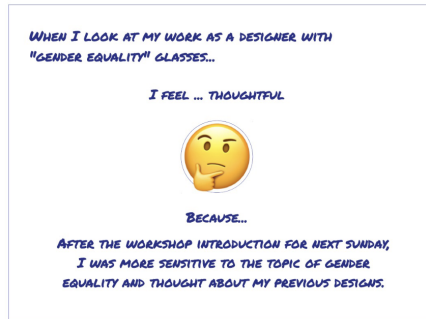 When I look at my work as a designer with
"gender equality" glasses...
I feel ... thoughtful
Because...
After the workshop introduction for next sunday,
I was more sensitive to the topic of gender
equality and thought about my previous designs.